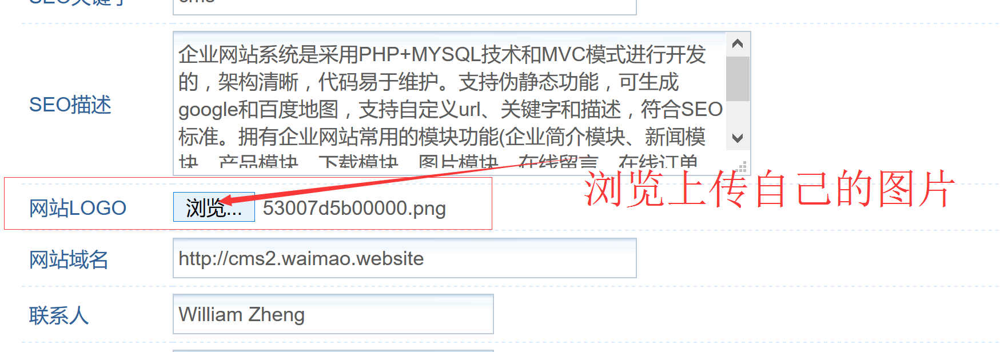 SEO关键字
cms
SEO描述
企业网站系统是采用PHP+MYSQL技术和MVC模式进行开发
的，架构清晰，代码易于维护。支持伪静态功能，可生成
google和百度地图，支持自定义url、关键字和描述，符合SEO
标准。拥有企业网站常用的模块功能(企业简介模块、新闻模
块、产品模块、下载模块、图片模块、在线留言、在线订单
网站LOGO
浏览... 53007d5b00000.png
浏览上传自己的图片
网站域名
http://cms2.waimao.website
联系人
William Zheng